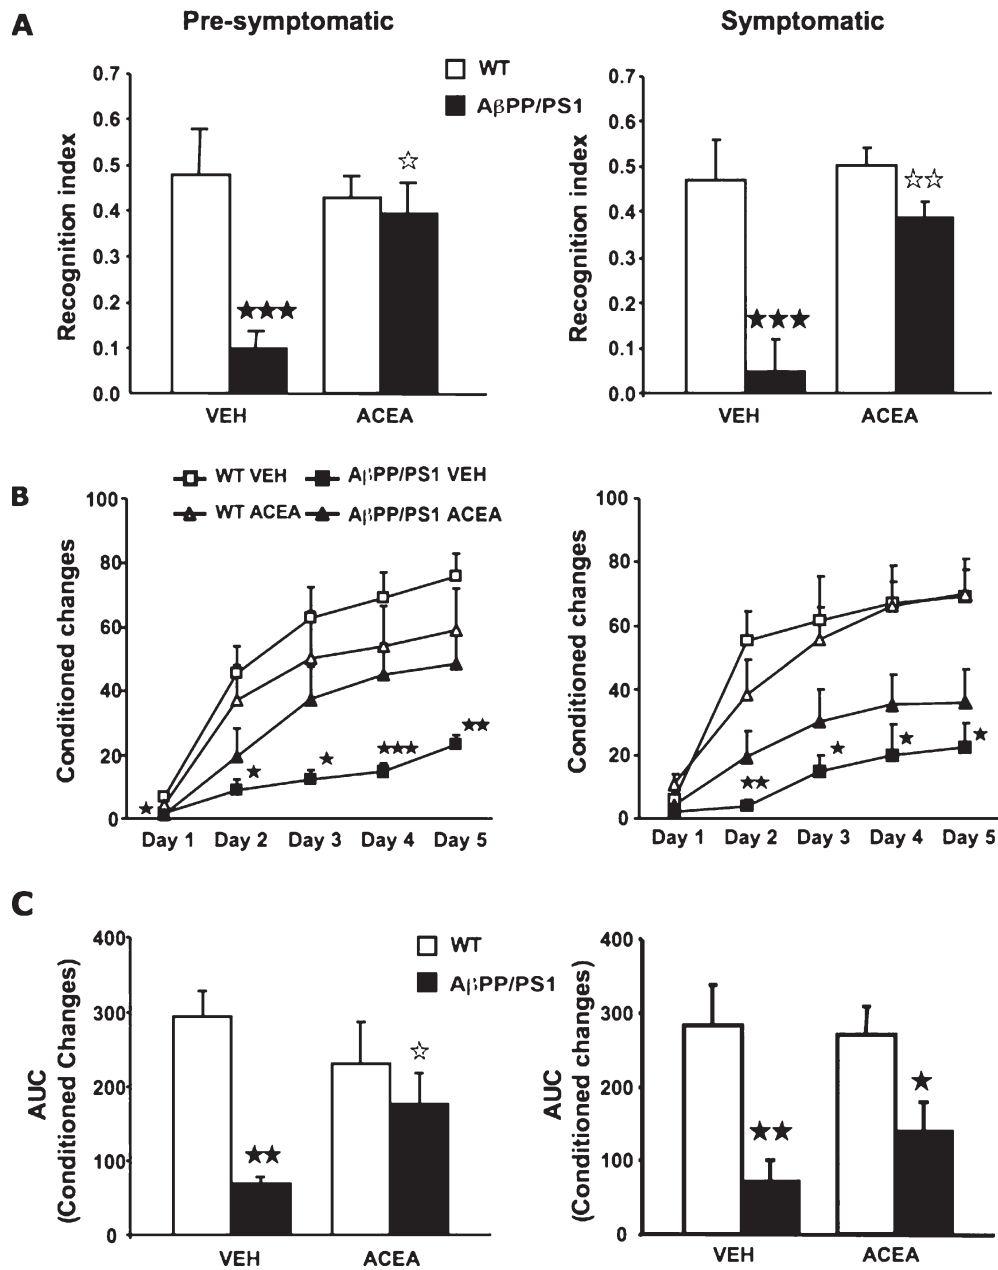 A
Pre-symptomatic
Symptomatic
WT
AβPP/PS1
Recognition index
0.7
0.6
0.5
0.4
0.3
0.2
0.1
0.0
VEH
ACEA
Recognition index
0.7
0.6
0.5
0.4
0.3
0.2
0.1
0.0
VEH
ACEA
B
WT VEH
AβPP/PS1 VEH
WT ACEA
AβPP/PS1 ACEA
Conditioned changes
100
80
60
40
20
0
Day 1 Day 2 Day 3 Day 4 Day 5
Conditioned changes
100
80
60
40
20
0
Day 1 Day 2 Day 3 Day 4 Day 5
C
WT
AβPP/PS1
AUC
(Conditioned Changes)
400
300
200
100
0
VEH
ACEA
AUC
(Conditioned changes)
400
300
200
100
0
VEH
ACEA